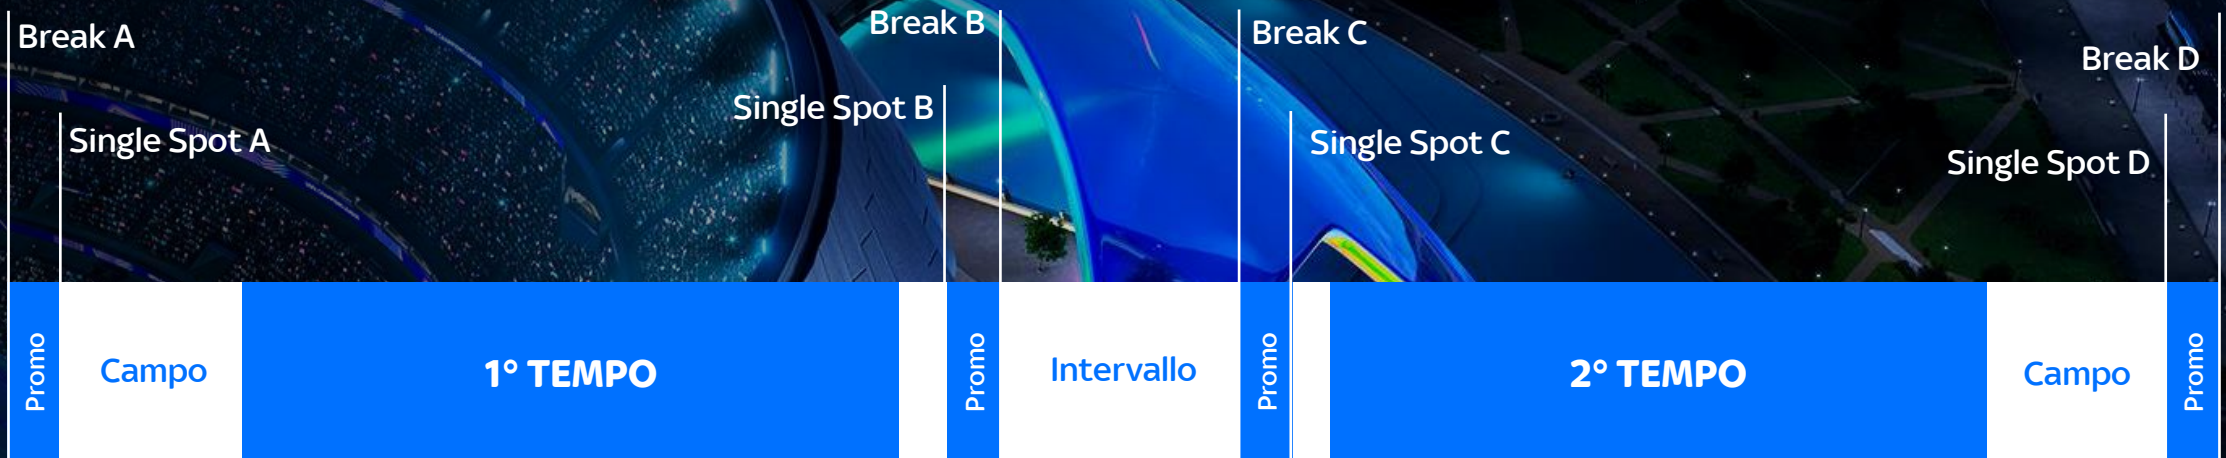 Break A
Break B
Break C
Break D
Single Spot A
Single Spot B
Single Spot C
Single Spot D
Promo
Campo
1° TEMPO
Promo
Intervallo
Promo
2° TEMPO
Campo
Promo